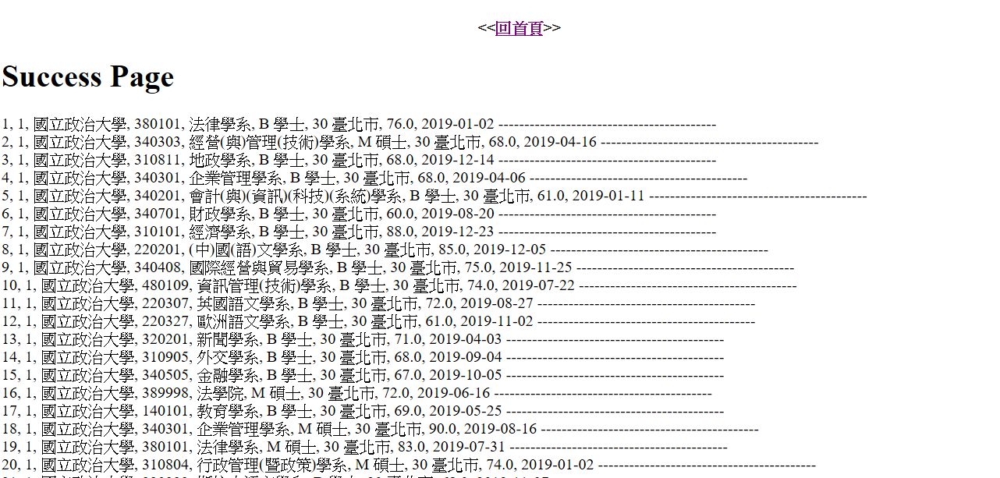 <<回首頁>>
Success Page
1, 1, 國立政治大學, 380101, 法律學系, B 學士, 30 臺北市, 76.0, 2019-01-02 ------------------------------------------
2, 1, 國立政治大學, 340303, 經營(與)管理(技術)學系, M 碩士, 30 臺北市, 68.0, 2019-04-16 ------------------------------------------
3, 1, 國立政治大學, 310811, 地政學系, B 學士, 30 臺北市, 68.0, 2019-12-14 ------------------------------------------
4, 1, 國立政治大學, 340301, 企業管理學系, B 學士, 30 臺北市, 68.0, 2019-04-06 ------------------------------------------
5, 1, 國立政治大學, 340201, 會計(與)(資訊)(科技)(系統)學系, B 學士, 30 臺北市, 61.0, 2019-01-11 ------------------------------------------
6, 1, 國立政治大學, 340701, 財政學系, B 學士, 30 臺北市, 60.0, 2019-08-20 ------------------------------------------
7, 1, 國立政治大學, 310101, 經濟學系, B 學士, 30 臺北市, 88.0, 2019-12-23 ------------------------------------------
8, 1, 國立政治大學, 220201, (中)國(語)文學系, B 學士, 30 臺北市, 85.0, 2019-12-05 ------------------------------------------
9, 1, 國立政治大學, 340408, 國際經營與貿易學系, B 學士, 30 臺北市, 75.0, 2019-11-25 ------------------------------------------
10, 1, 國立政治大學, 480109, 資訊管理(技術)學系, B 學士, 30 臺北市, 74.0, 2019-07-22 ------------------------------------------
11, 1, 國立政治大學, 220307, 英國語文學系, B 學士, 30 臺北市, 72.0, 2019-08-27 ------------------------------------------
12, 1, 國立政治大學, 220327, 歐洲語文學系, B 學士, 30 臺北市, 61.0, 2019-11-02 ------------------------------------------
13, 1, 國立政治大學, 320201, 新聞學系, B 學士, 30 臺北市, 71.0, 2019-04-03 ------------------------------------------
14, 1, 國立政治大學, 310905, 外交學系, B 學士, 30 臺北市, 68.0, 2019-09-04 ------------------------------------------
15, 1, 國立政治大學, 340505, 金融學系, B 學士, 30 臺北市, 67.0, 2019-10-05 ------------------------------------------
16, 1, 國立政治大學, 389998, 法學院, M 碩士, 30 臺北市, 72.0, 2019-06-16 ------------------------------------------
17, 1, 國立政治大學, 140101, 教育學系, B 學士, 30 臺北市, 69.0, 2019-05-25 ------------------------------------------
18, 1, 國立政治大學, 340301, 企業管理學系, M 碩士, 30 臺北市, 90.0, 2019-08-16 ------------------------------------------
19, 1, 國立政治大學, 380101, 法律學系, M 碩士, 30 臺北市, 83.0, 2019-07-31 ------------------------------------------
20, 1, 國立政治大學, 310804, 行政管理(暨政策)學系, M 碩士, 30 臺北市, 74.0, 2019-01-02 ------------------------------------------